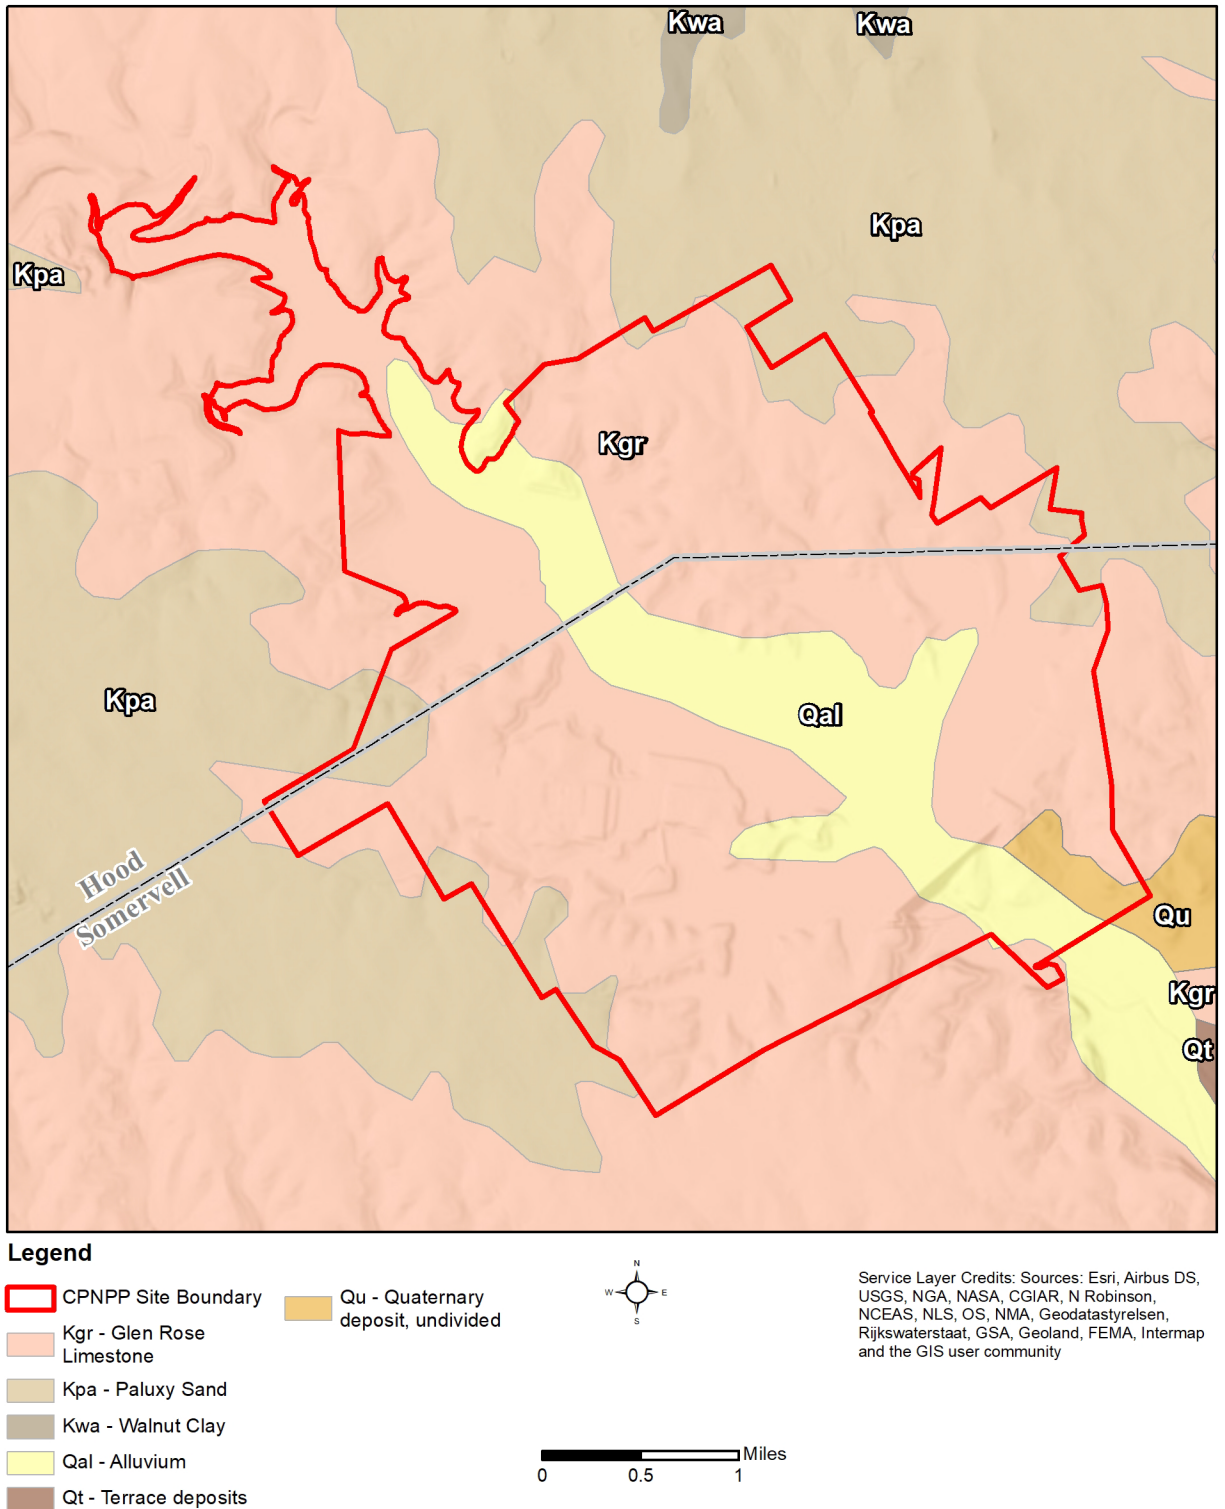 Kwa
Kwa
Kpa
Kpa
Kgr
Kpa
Qal
Hood
Somervell
Qu
Kgr
Qt
Legend
CPNPP Site Boundary
Kgr - Glen Rose
Limestone
Kpa - Paluxy Sand
Kwa - Walnut Clay
Qal - Alluvium
Qt - Terrace deposits
Qu - Quaternary
deposit, undivided
N
W
E
S
Miles
0
0.5
1
Service Layer Credits: Sources: Esri, Airbus DS,
USGS, NGA, NASA, CGIAR, N Robinson,
NCEAS, NLS, OS, NMA, Geodatastyrelsen,
Rijkswaterstaat, GSA, Geoland, FEMA, Intermap
and the GIS user community